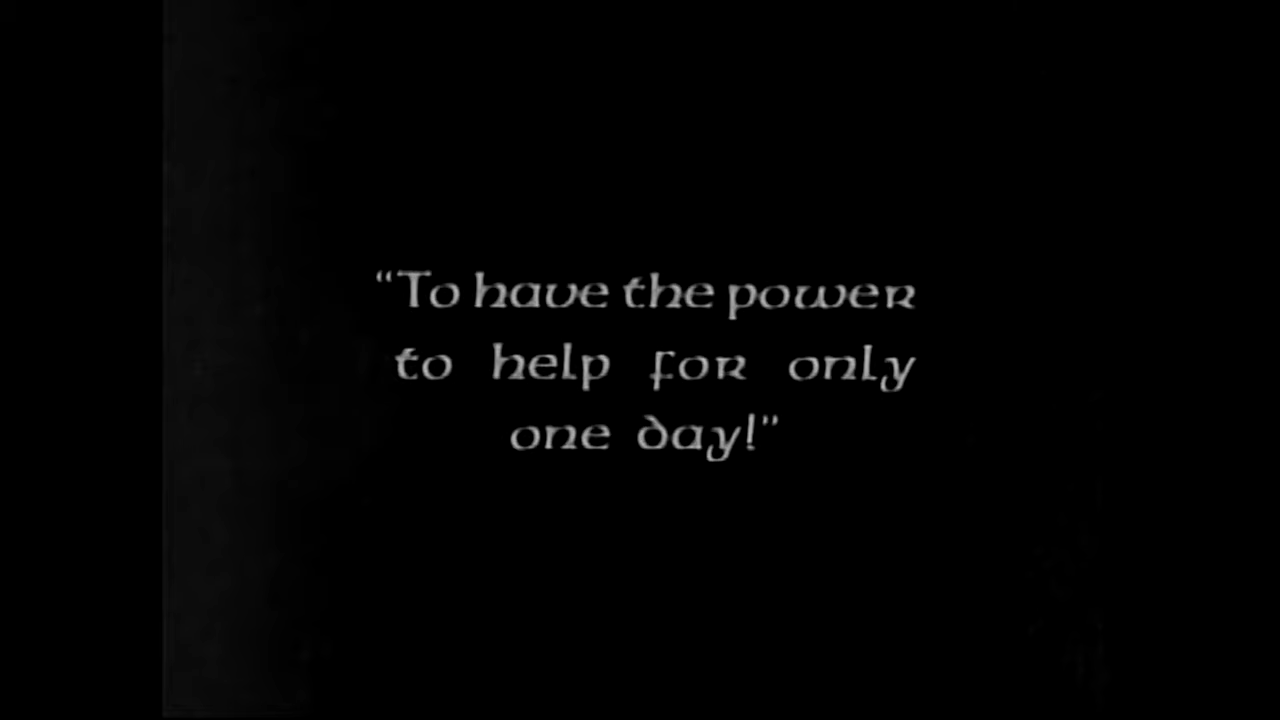 “To have the power
to help for only
one day!”